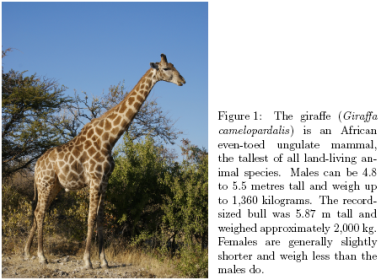 Figure 1: The giraffe (Giraffa
camelopardalis) is an African
even-toed ungulate mammal,
the tallest of all land-living an-
imal species. Males can be 4.8
to 5.5 metres tall and weigh up
to 1,360 kilograms. The record-
sized bull was 5.87 m tall and
weighed approximately 2,000 kg.
Females are generally slightly
shorter and weigh less than the
males do.